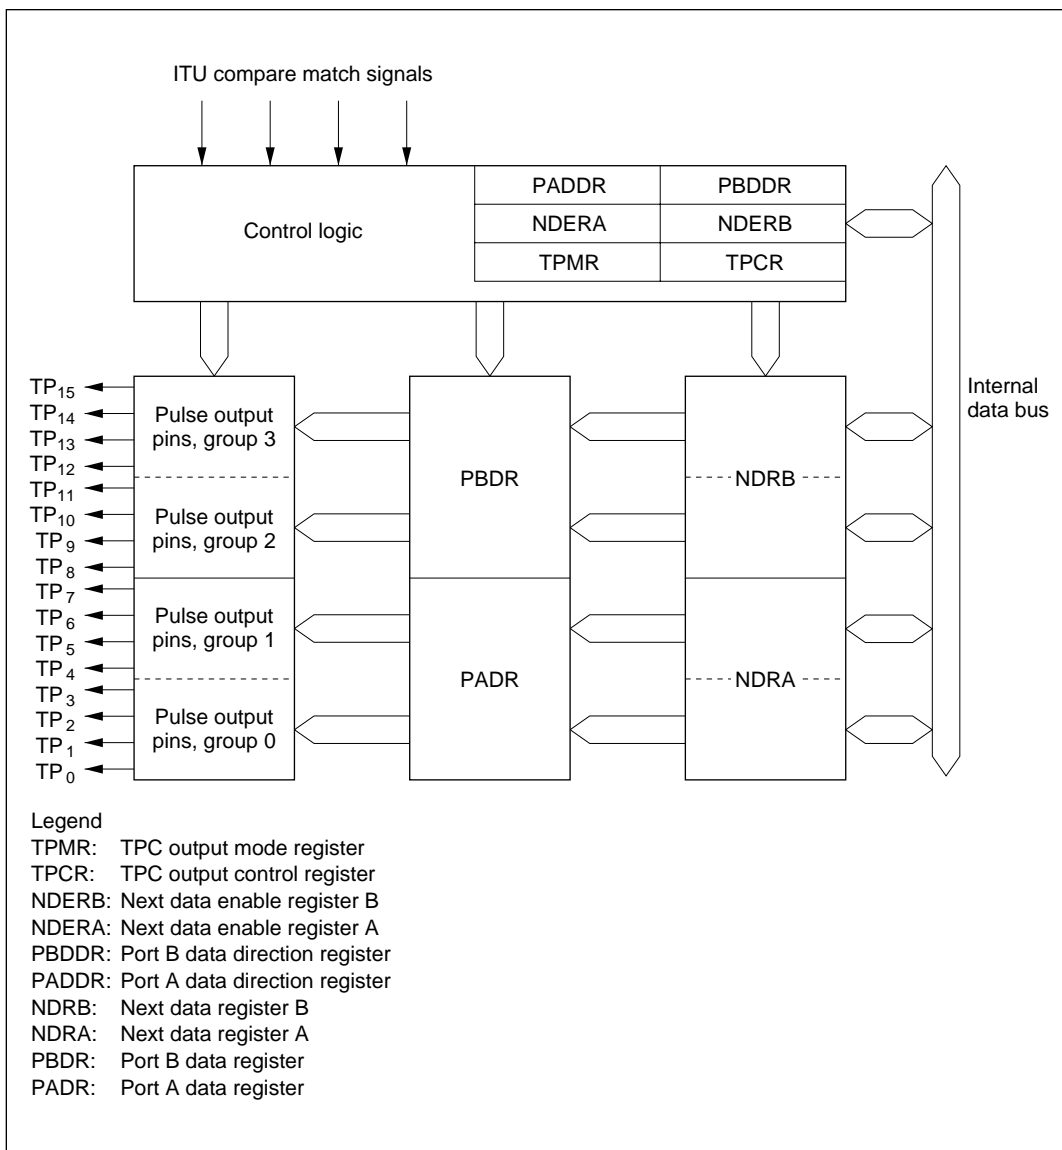 ITU compare match signals
PADDR PBDDR
Control logic NDERA NDERB
TPMR TPCR
Internal
data bus
TP15
TP14
TP13
TP12
TP11
TP10
TP9
TP8
TP7
TP6
TP5
TP4
TP3
TP2
TP1
TP0
Pulse output
pins, group 3
Pulse output
pins, group 2
Pulse output
pins, group 1
Pulse output
pins, group 0
PBDR
PADR
NDRB
NDRA
Legend
TPMR: TPC output mode register
TPCR: TPC output control register
NDERB: Next data enable register B
NDERA: Next data enable register A
PBDDR: Port B data direction register
PADDR: Port A data direction register
NDRB: Next data register B
NDRA: Next data register A
PBDR: Port B data register
PADR: Port A data register